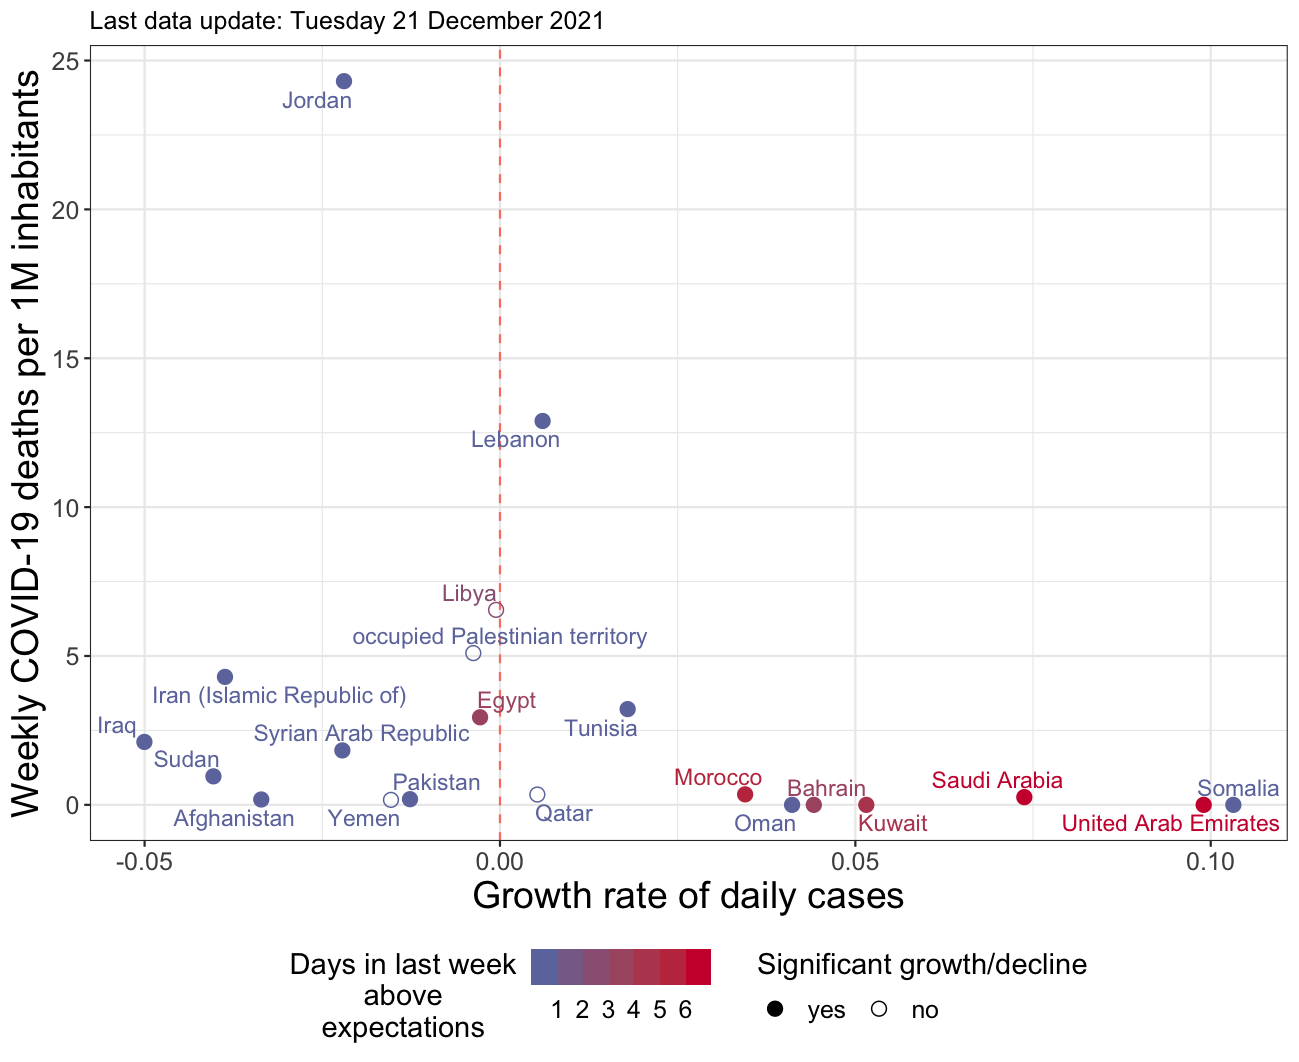 Last data update: Tuesday 21 December 2021
Weekly COVID-19 deaths per 1M inhabitants
25
20
15
10
5
0
Jordan
Lebanon
Libya
occupied Palestinian territory
Iran (Islamic Republic of)
Egypt
Iraq
Syrian Arab Republic
Tunisia
Sudan
Pakistan
Morocco
Bahrain
Saudi Arabia
Somalia
Afghanistan
Yemen
Qatar
Oman
Kuwait
United Arab Emirates
-0.05
0.00
0.05
0.10
Growth rate of daily cases
Days in last week
above
expectations
1 2 3 4 5 6
Significant growth/decline
yes
no